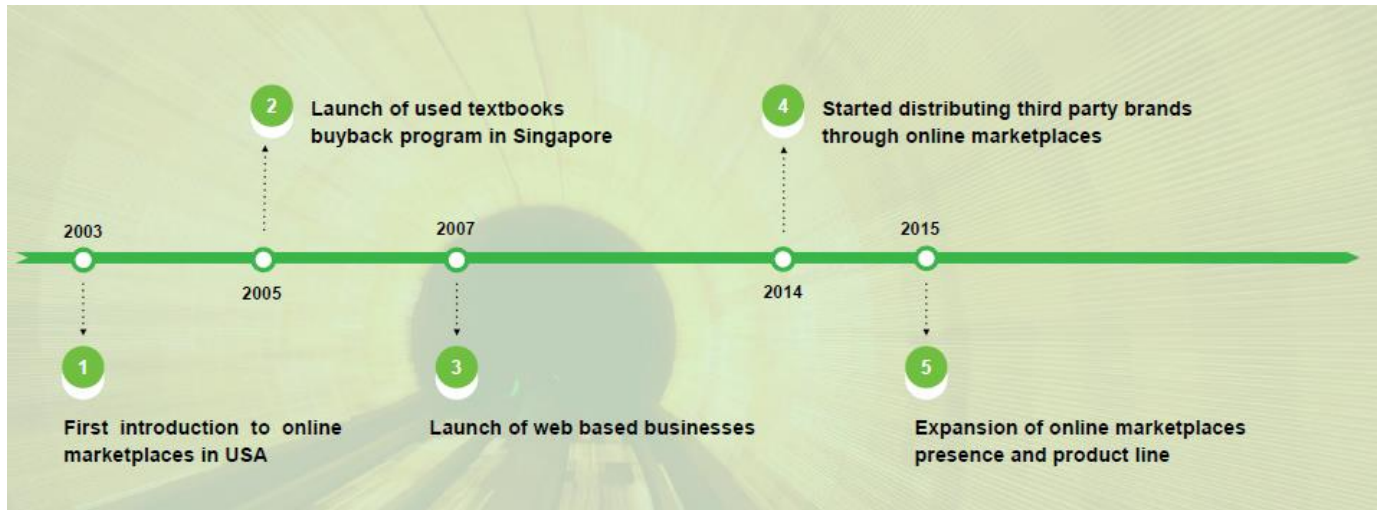 2
Launch of used textbooks
buyback program in Singapore
4
Started distributing third party brands
through online marketplaces
2003
2007
2015
2005
2014
1
First introduction to online
marketplaces in USA
3
Launch of web based businesses
5
Expansion of online marketplaces
presence and product line